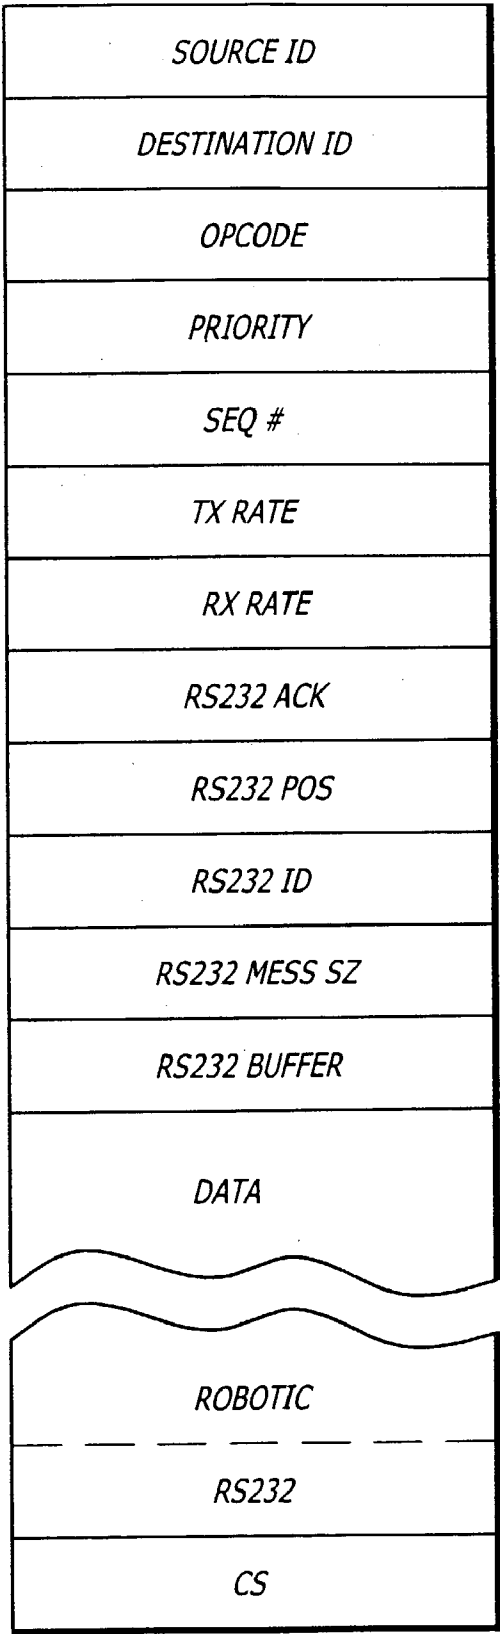 SOURCE ID
DESTINATION ID
OPCODE
PRIORITY
SEQ #
TX RATE
RX RATE
RS232 ACK
RS232 POS
RS232 ID
RS232 MESS SZ
RS232 BUFFER
DATA
ROBOTIC
RS232
CS